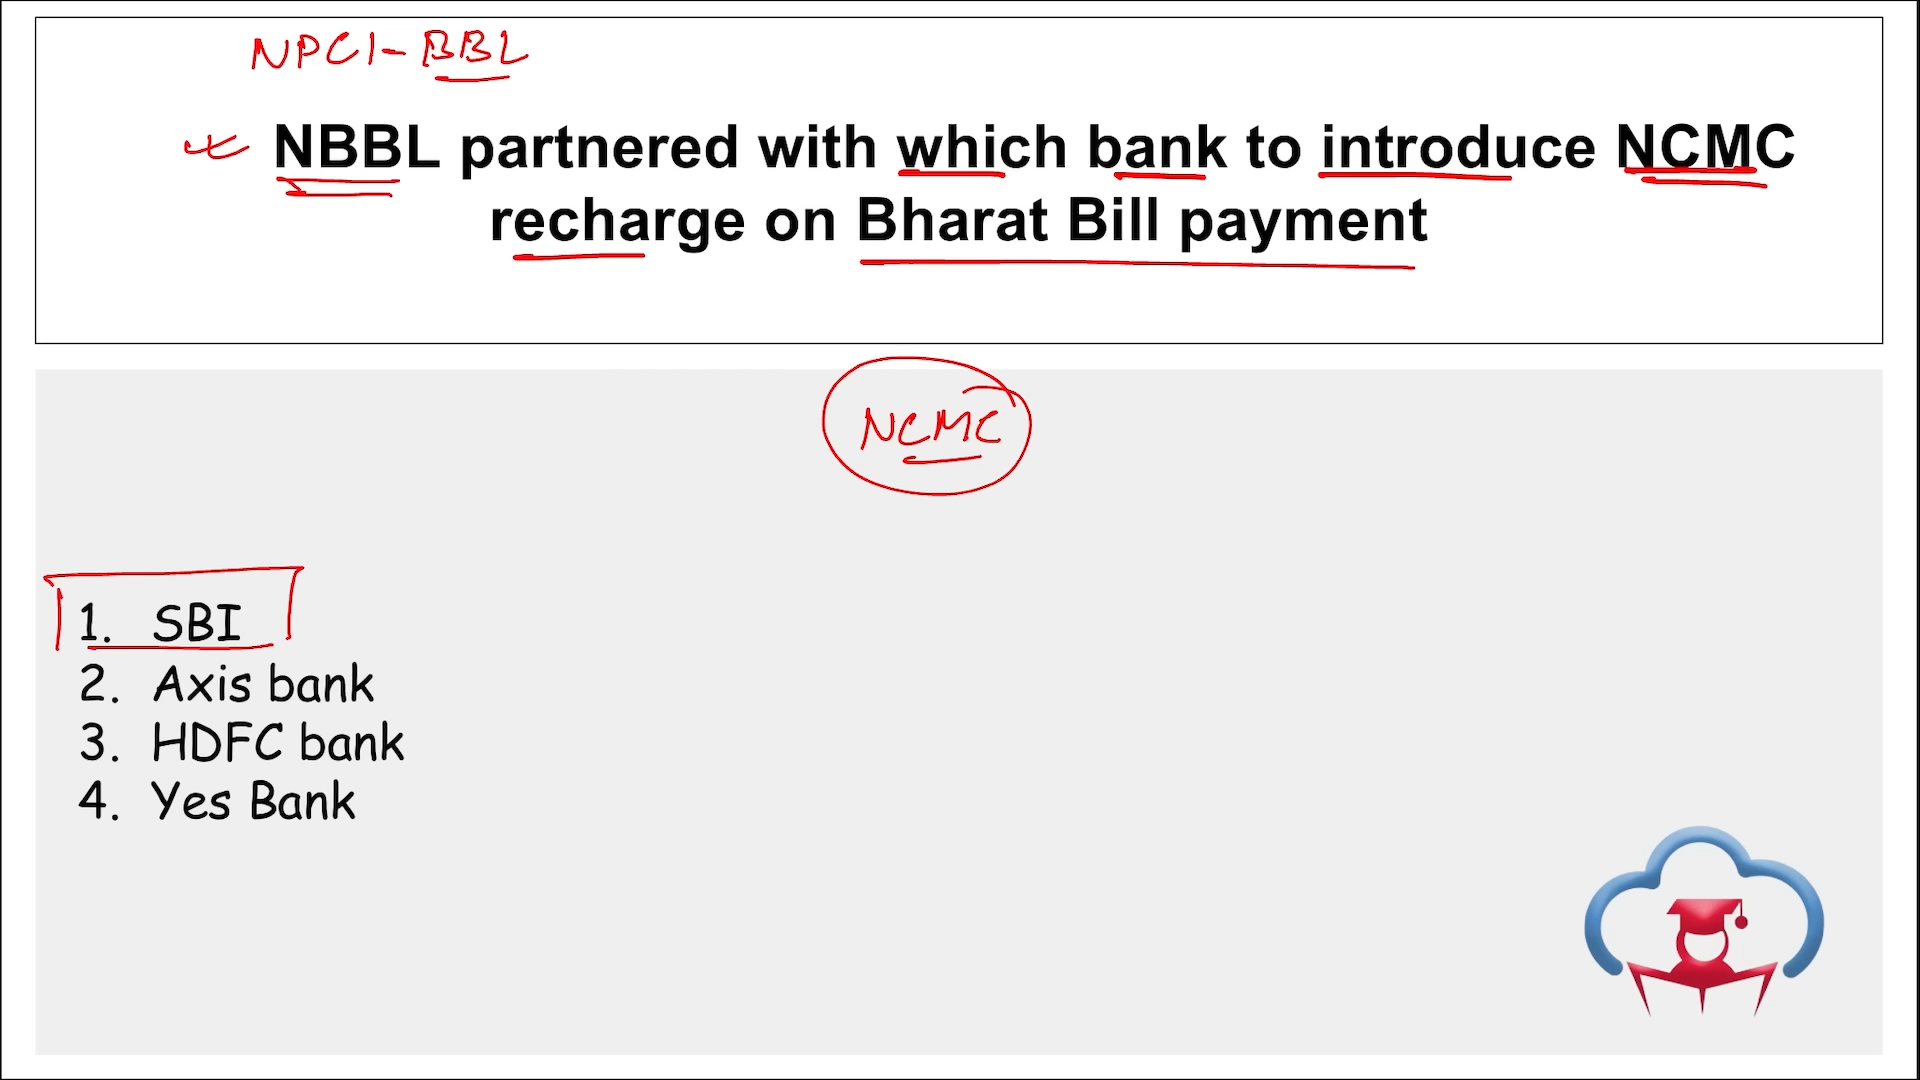 NPCI-BBL
NBBL partnered with which bank to introduce NCMC
recharge on Bharat Bill payment
NCMC
1. SBI
2. Axis bank
3. HDFC bank
4. Yes Bank